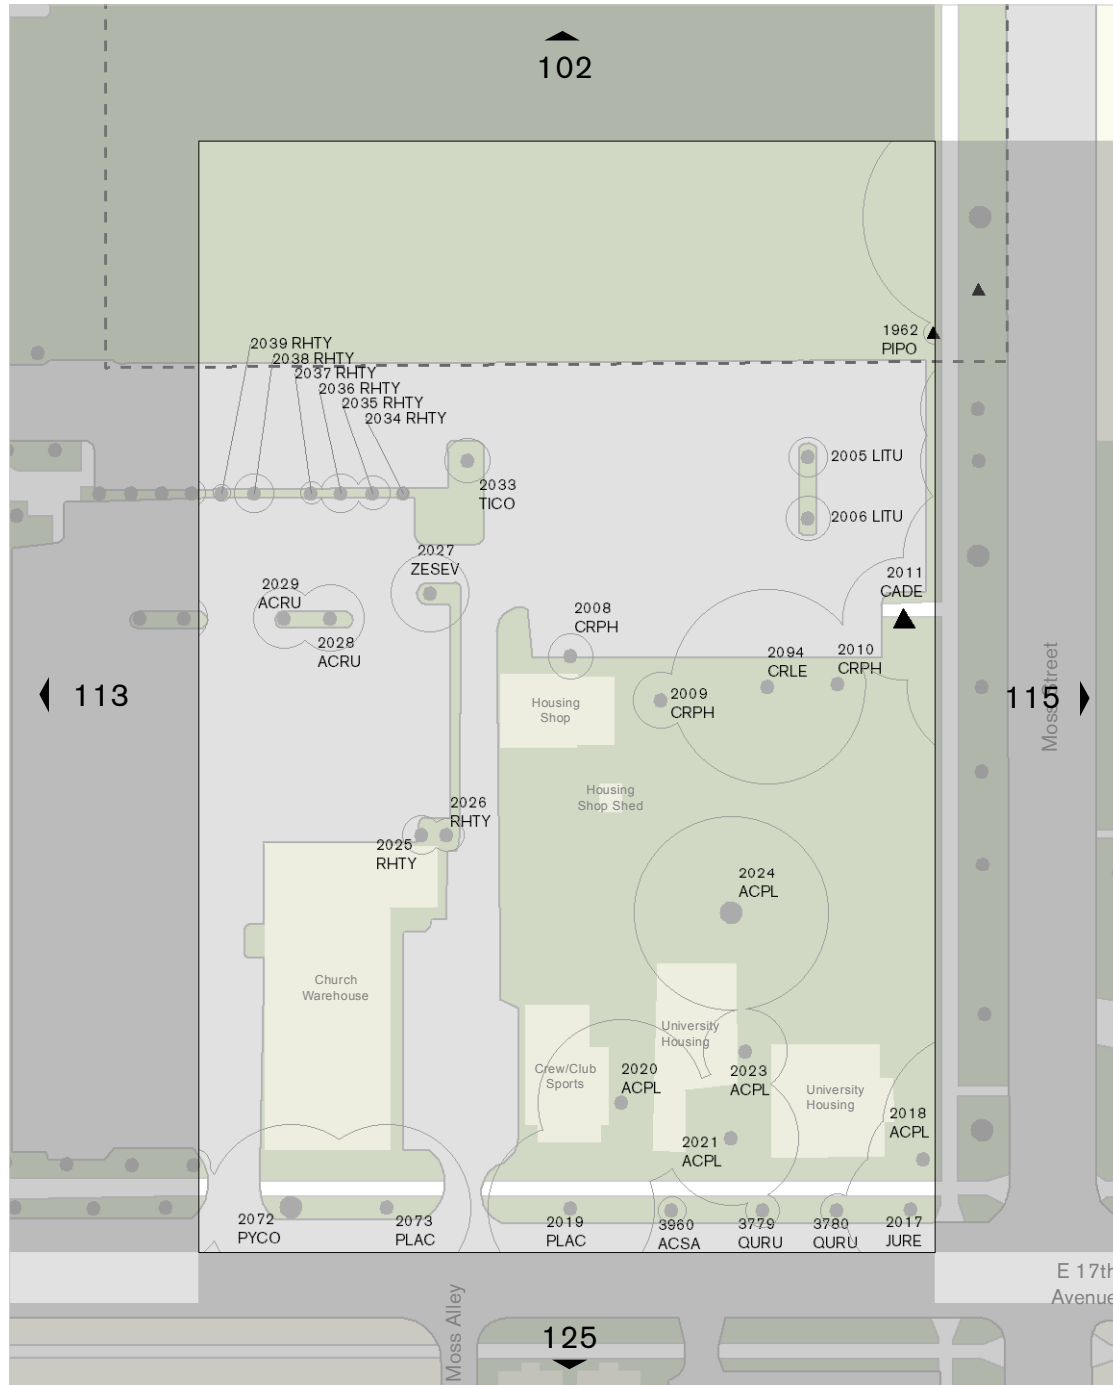 102
1962
PIPO
2039 RHTY
2038 RHTY
2037 RHTY
2036 RHTY
2035 RHTY
2034 RHTY
2033
TICO
2005 LITU
2006 LITU
2027
ZESEV
2029
ACRU
2028
ACRU
2011
CADE
2008
CRPH
2094
CRLE
2010
CRPH
2009
CRPH
113
115
Moss Street
Housing
Shop
Housing
Shop Shed
2026
RHTY
2025
RHTY
2024
ACPL
Church
Warehouse
University
Housing
Crew/Club
Sports
2020
ACPL
2023
ACPL
University
Housing
2018
ACPL
2021
ACPL
2072
PYCO
2073
PLAC
2019
PLAC
3960
ACSA
3779
QURU
3780
QURU
2017
JURE
E 17th
Avenue
Moss Alley
125